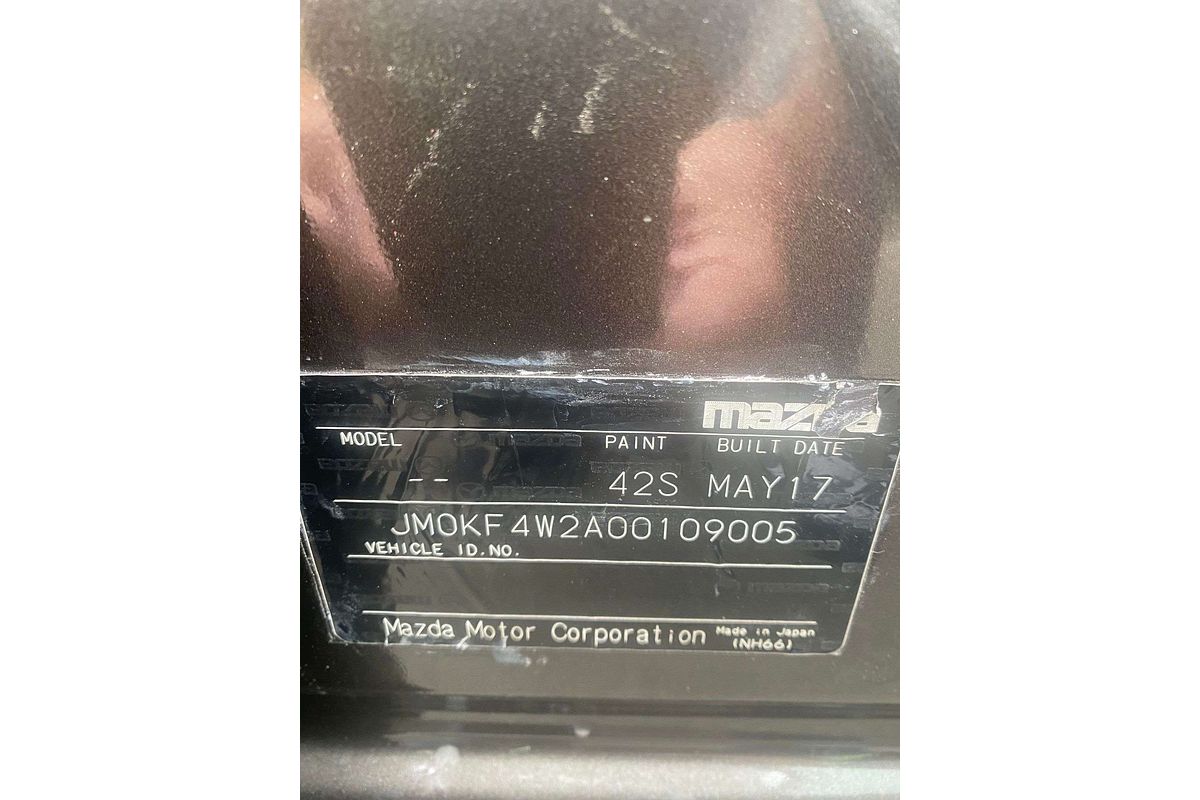 mazda
MODEL PAINT BUILT DATE
-- 42S MAY17
JM0KF4W2A00109005
VEHICLE ID.NO.
Mazda Motor Corporation Made in Japan
(NH66)